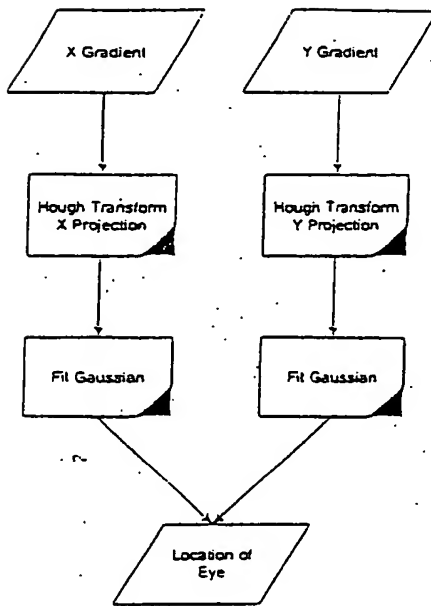 X Gradient
Y Gradient
Hough Transform
X Projection
Hough Transform
Y Projection
Fit Gaussian
Fit Gaussian
Location of
Eye